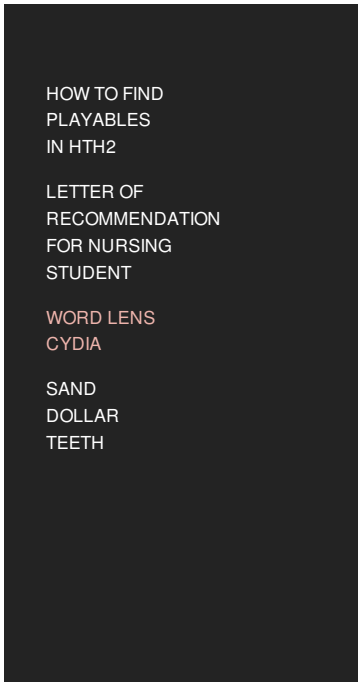 HOW TO FIND
PLAYABLES
IN HTH2
LETTER OF
RECOMMENDATION
FOR NURSING
STUDENT
WORD LENS
CYDIA
SAND
DOLLAR
TEETH